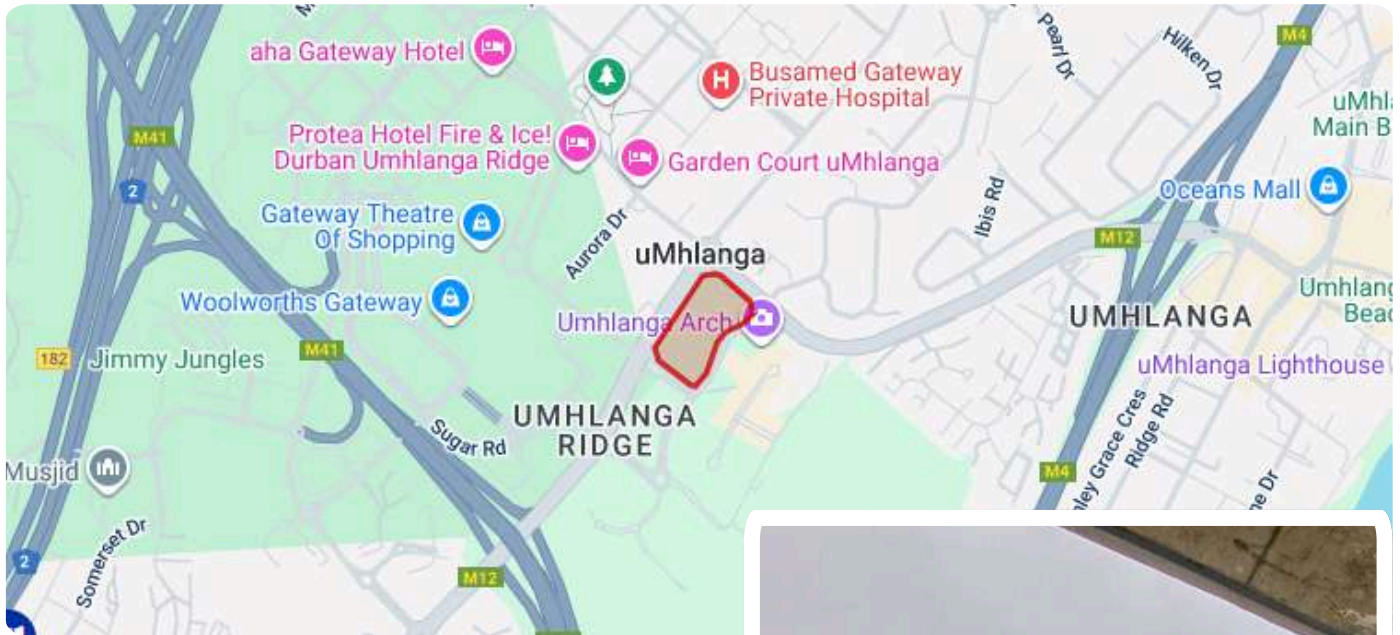 aha Gateway Hotel
Busamed Gateway
Private Hospital
Pearl Dr
Hilken Dr
M4
M41
2
Protea Hotel Fire & Ice!
Durban Umhlanga Ridge
Garden Court uMhlanga
Main B
Oceans Mall
Gateway Theatre
Of Shopping
Aurora Dr
Ibis Rd
M12
uMhlanga
Woolworths Gateway
Umhlanga Arch
UMHLANGA
182
Jimmy Jungles
M41
uMhlanga Lighthouse
UMHLANGA
RIDGE
Sugar Rd
Ridge Rd
Musjid
M4
Somerset Dr
2
M12